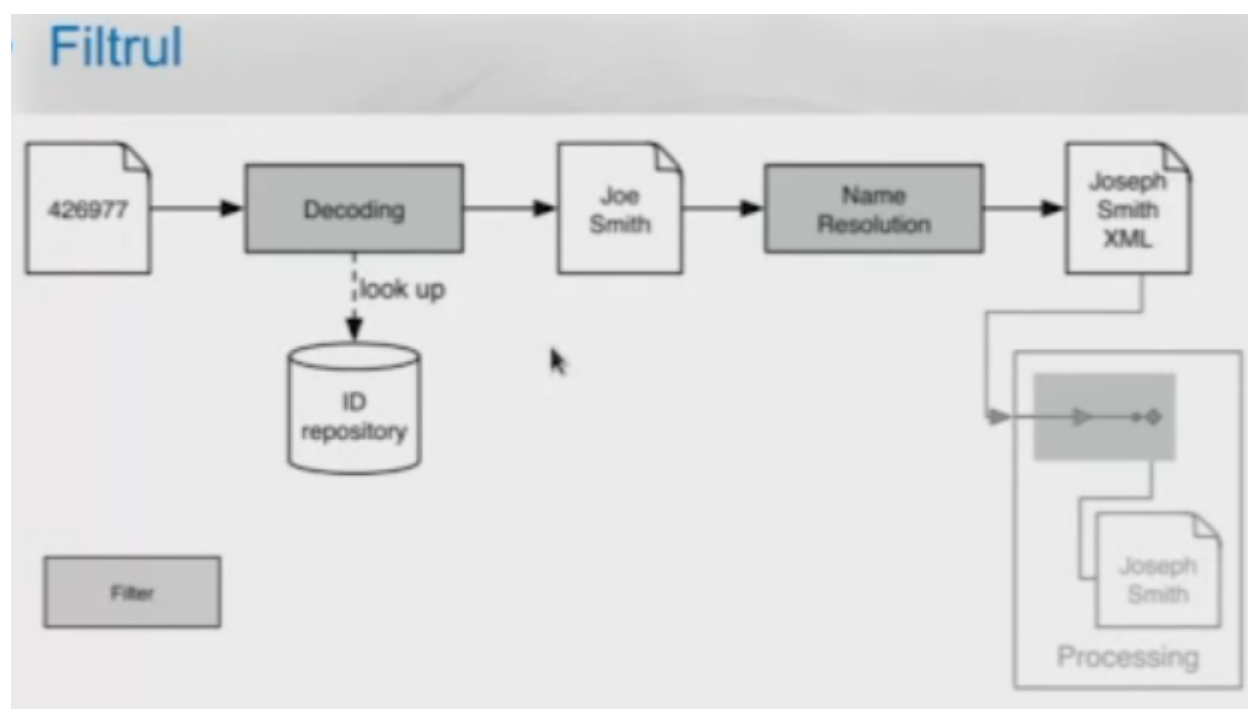 Filtrul
426977
Decoding
Joe
Smith
Name
Resolution
Joseph
Smith
XML
look up
ID
repository
Filter
Joseph
Smith
Processing